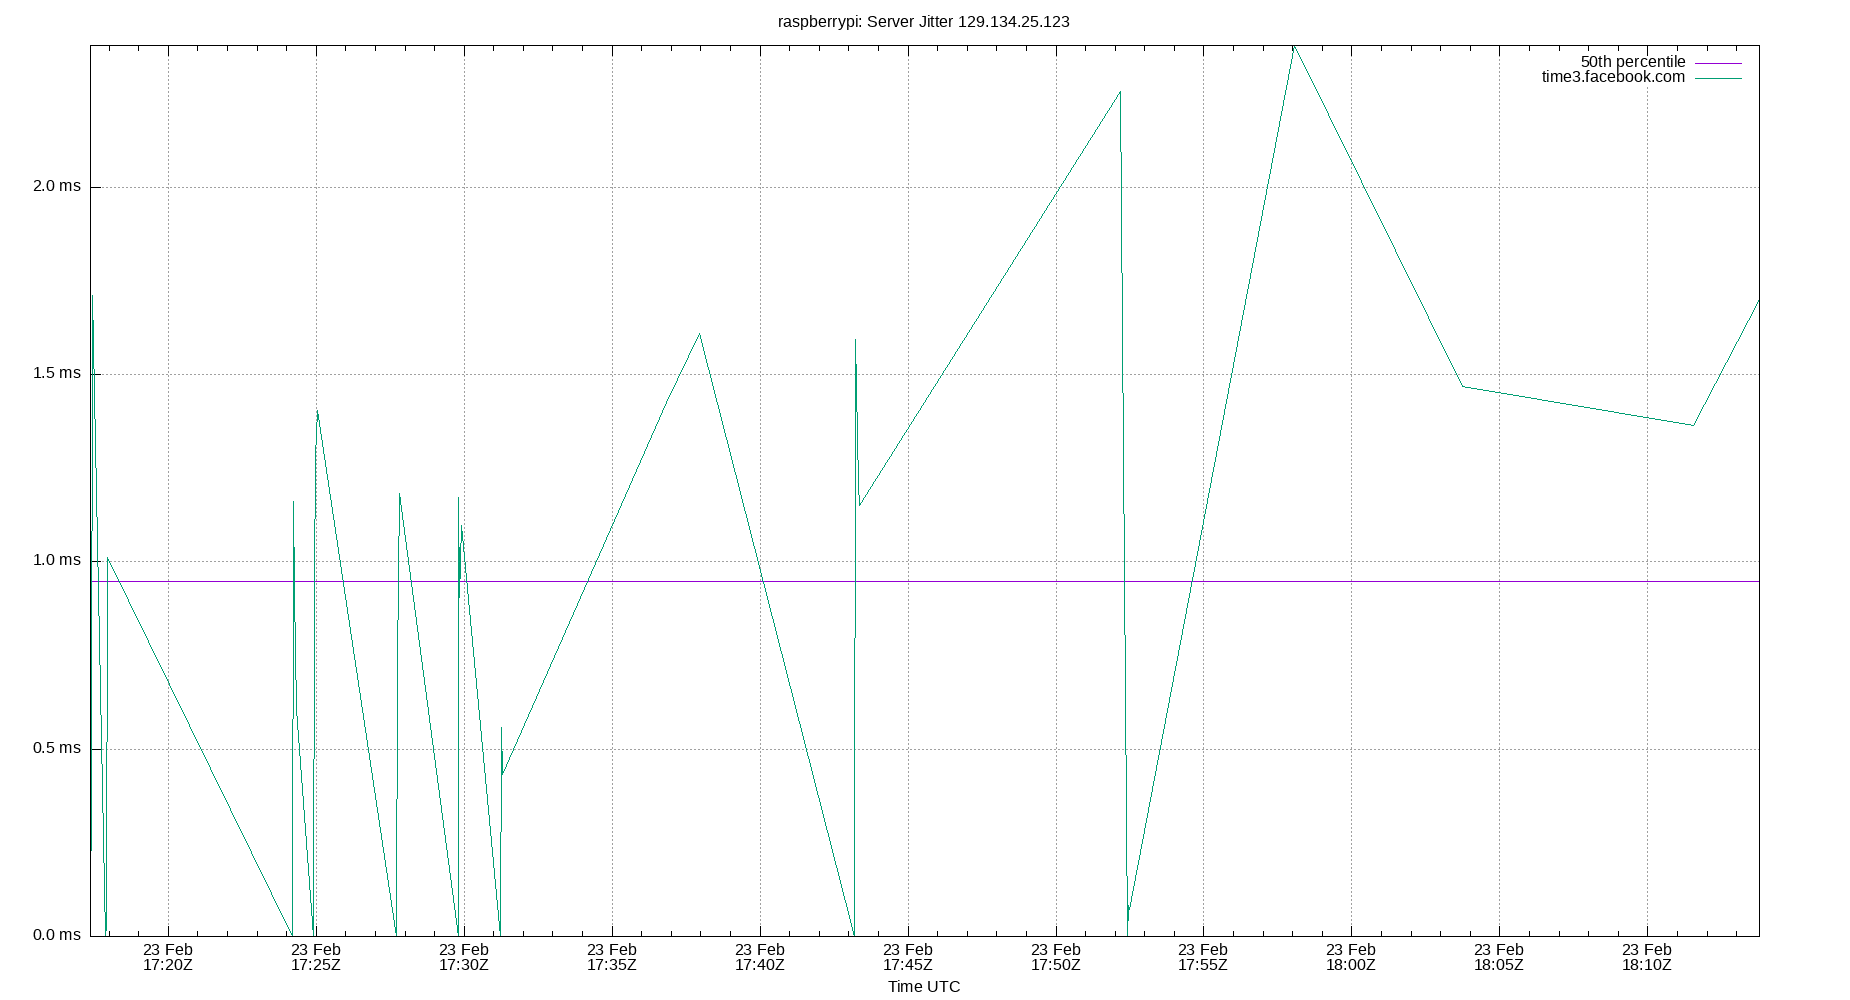 raspberrypi: Server Jitter 129.134.25.123
50th percentile
time3.facebook.com
2.0 ms
1.5 ms
1.0 ms
0.5 ms
0.0 ms
23 Feb 23 Feb 23 Feb 23 Feb 23 Feb 23 Feb 23 Feb 23 Feb 23 Feb 23 Feb 23 Feb
17:20Z 17:25Z 17:30Z 17:35Z 17:40Z 17:45Z 17:50Z 17:55Z 18:00Z 18:05Z 18:10Z
Time UTC